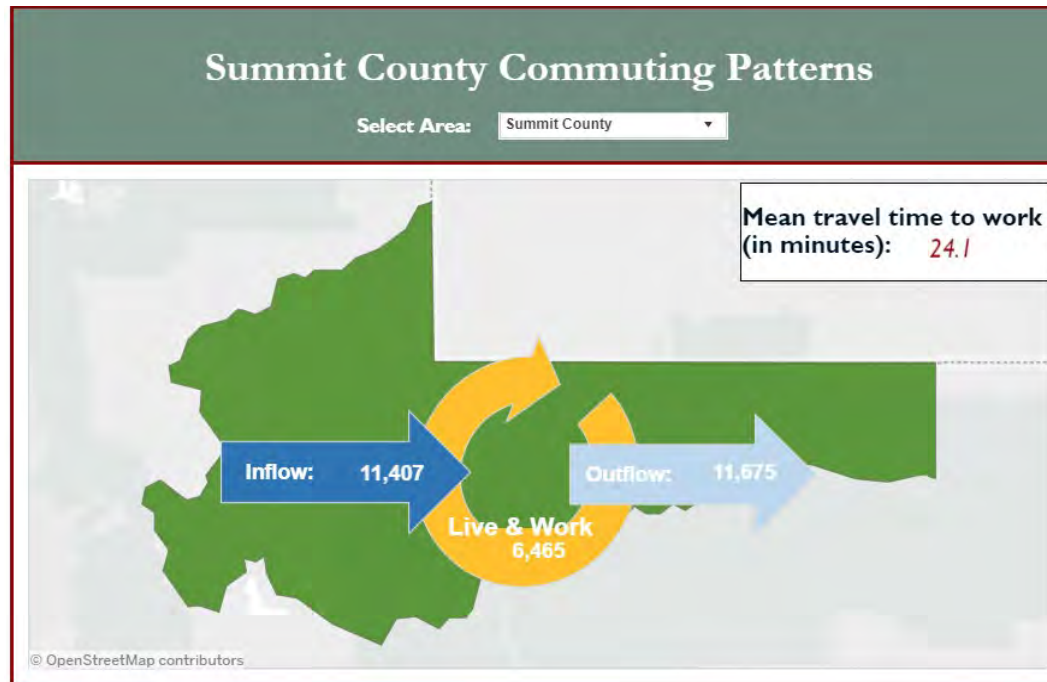 Summit County Commuting Patterns
Select Area: Summit County
Mean travel time to work
(in minutes): 24.1
Inflow: 11,407
Outflow: 11,675
Live & Work
6,465
© OpenStreetMap contributors